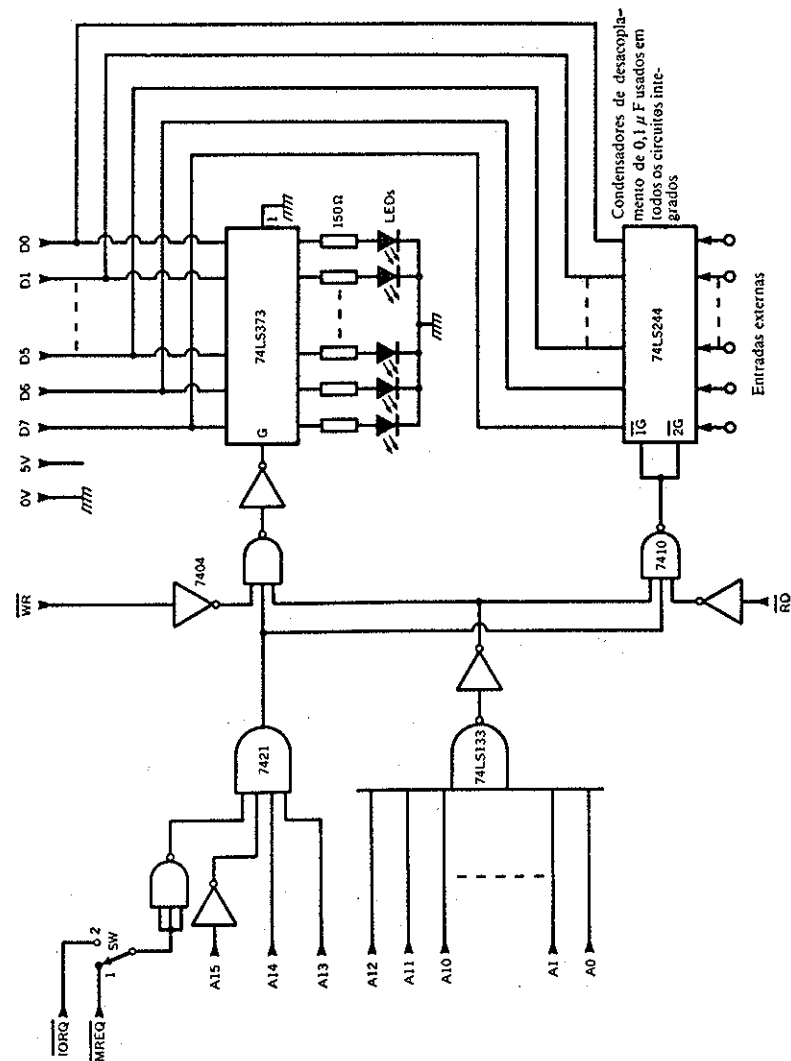 IORQ
MREQ
1
2
SW
A15
A14
A13
A12
A11
A10
A1
A0
7421
74LS133
WR
7404
7410
RD
0V
5V
D7
D6
D5
D1
D0
G
74LS373
1
150Ω
LEDs
1G
2G
74LS244
Entradas externas
Condensadores de desacopla-
mento de 0,1 μ F usados em
todos os circuitos inte-
grados